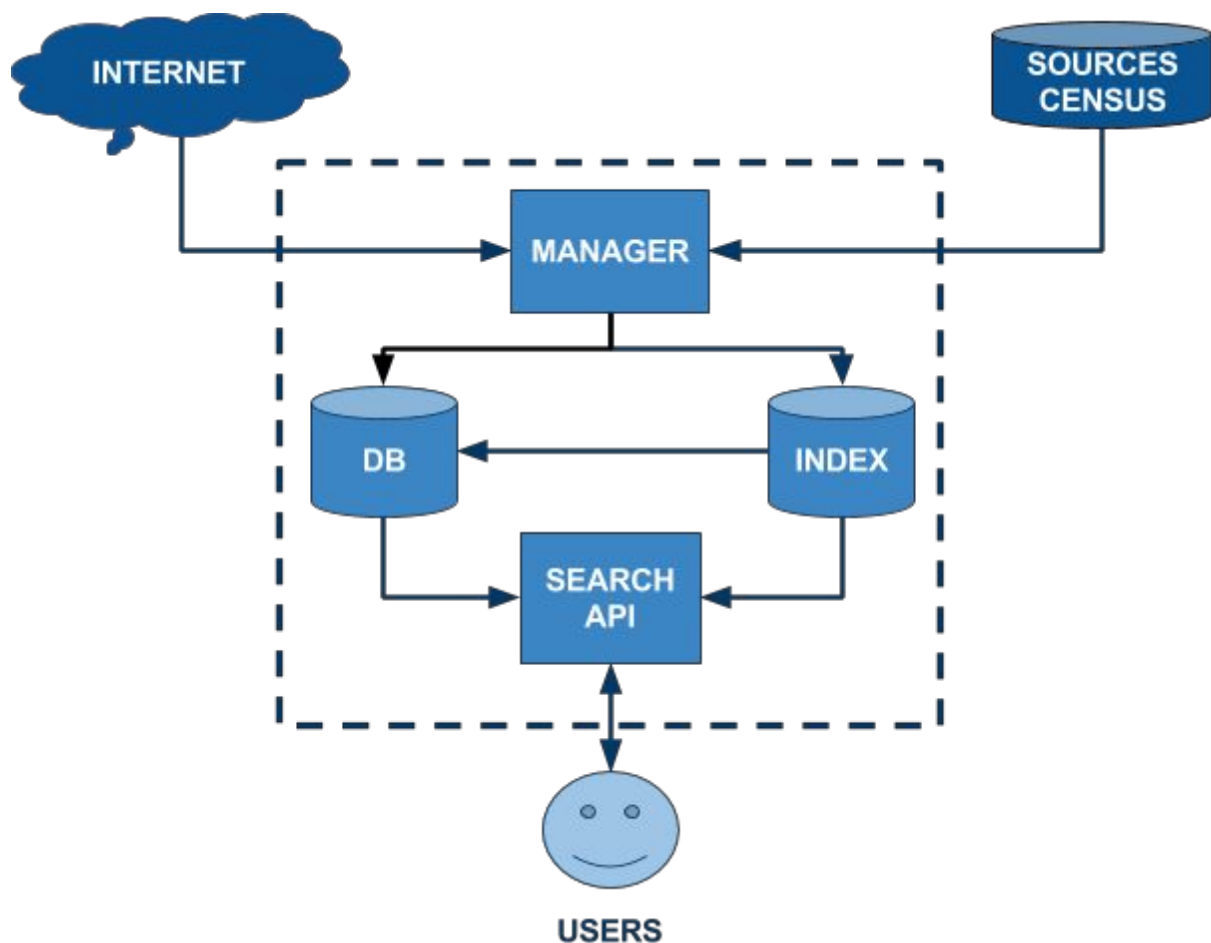 INTERNET
SOURCES
CENSUS
MANAGER
DB
INDEX
SEARCH
API
USERS